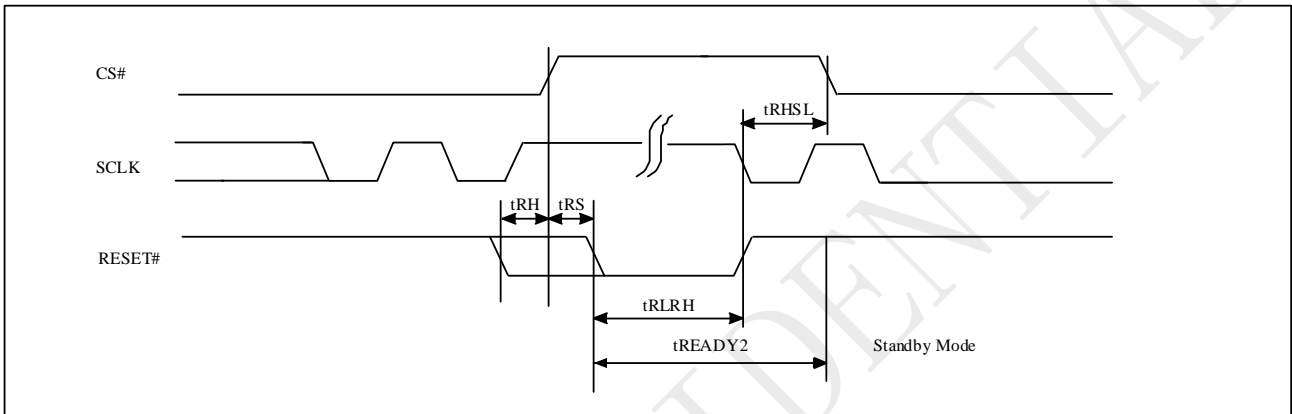 CS#
tRHSL
SCLK
tRH tRS
RESET#
tRLRH
tREADY2 Standby Mode